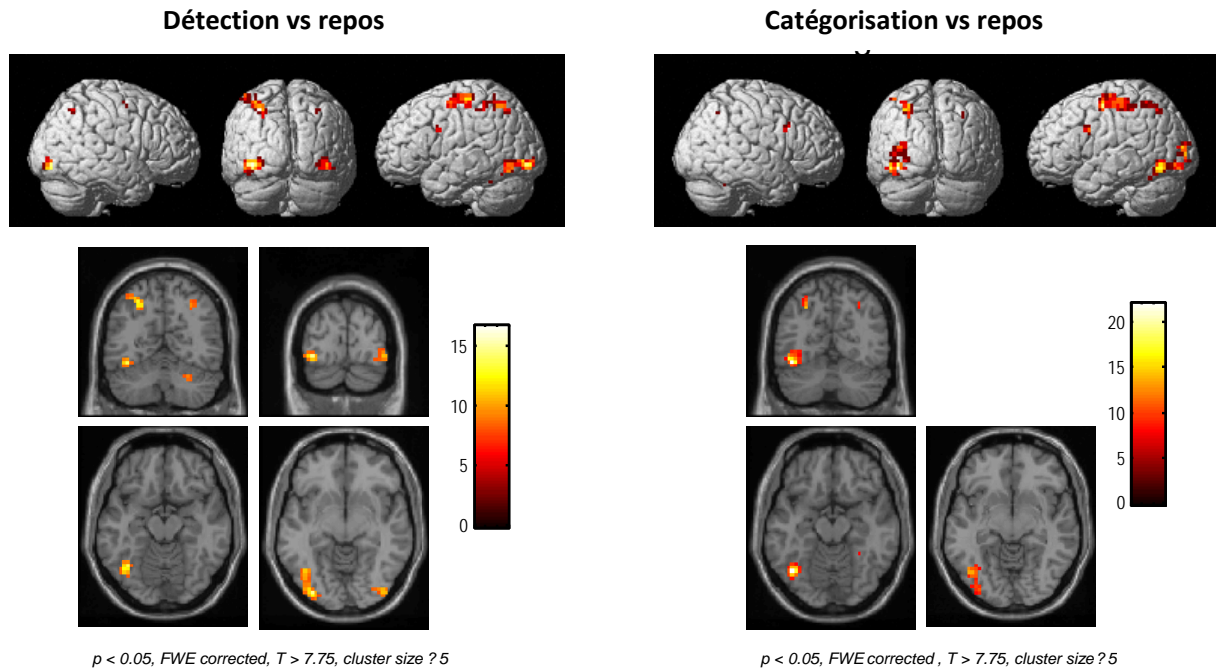 Détection vs repos
Catégorisation vs repos
15
10
5
0
20
15
10
5
0
p < 0.05, FWE corrected, T > 7.75, cluster size ? 5
p < 0.05, FWE corrected , T > 7.75, cluster size ? 5